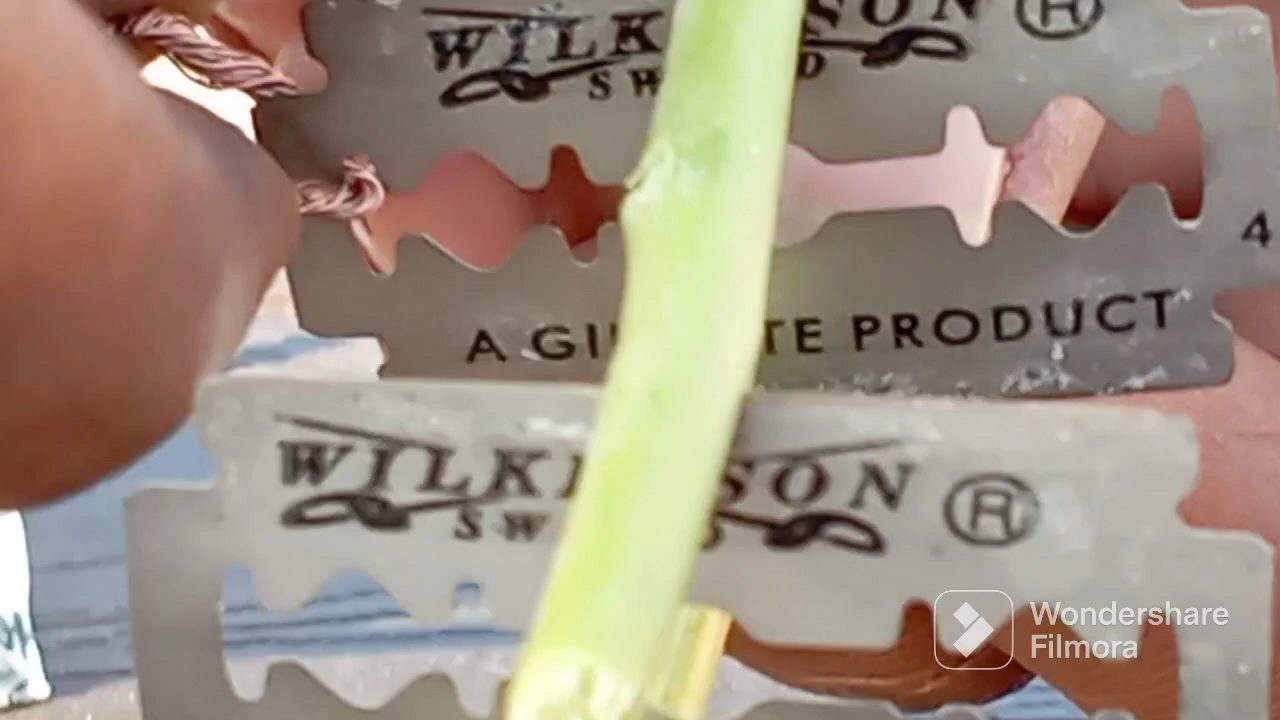 WILK SON ®
SW D
4
A GI TE PRODUCT
WILK SON ®
SW D
Wondershare
Filmora